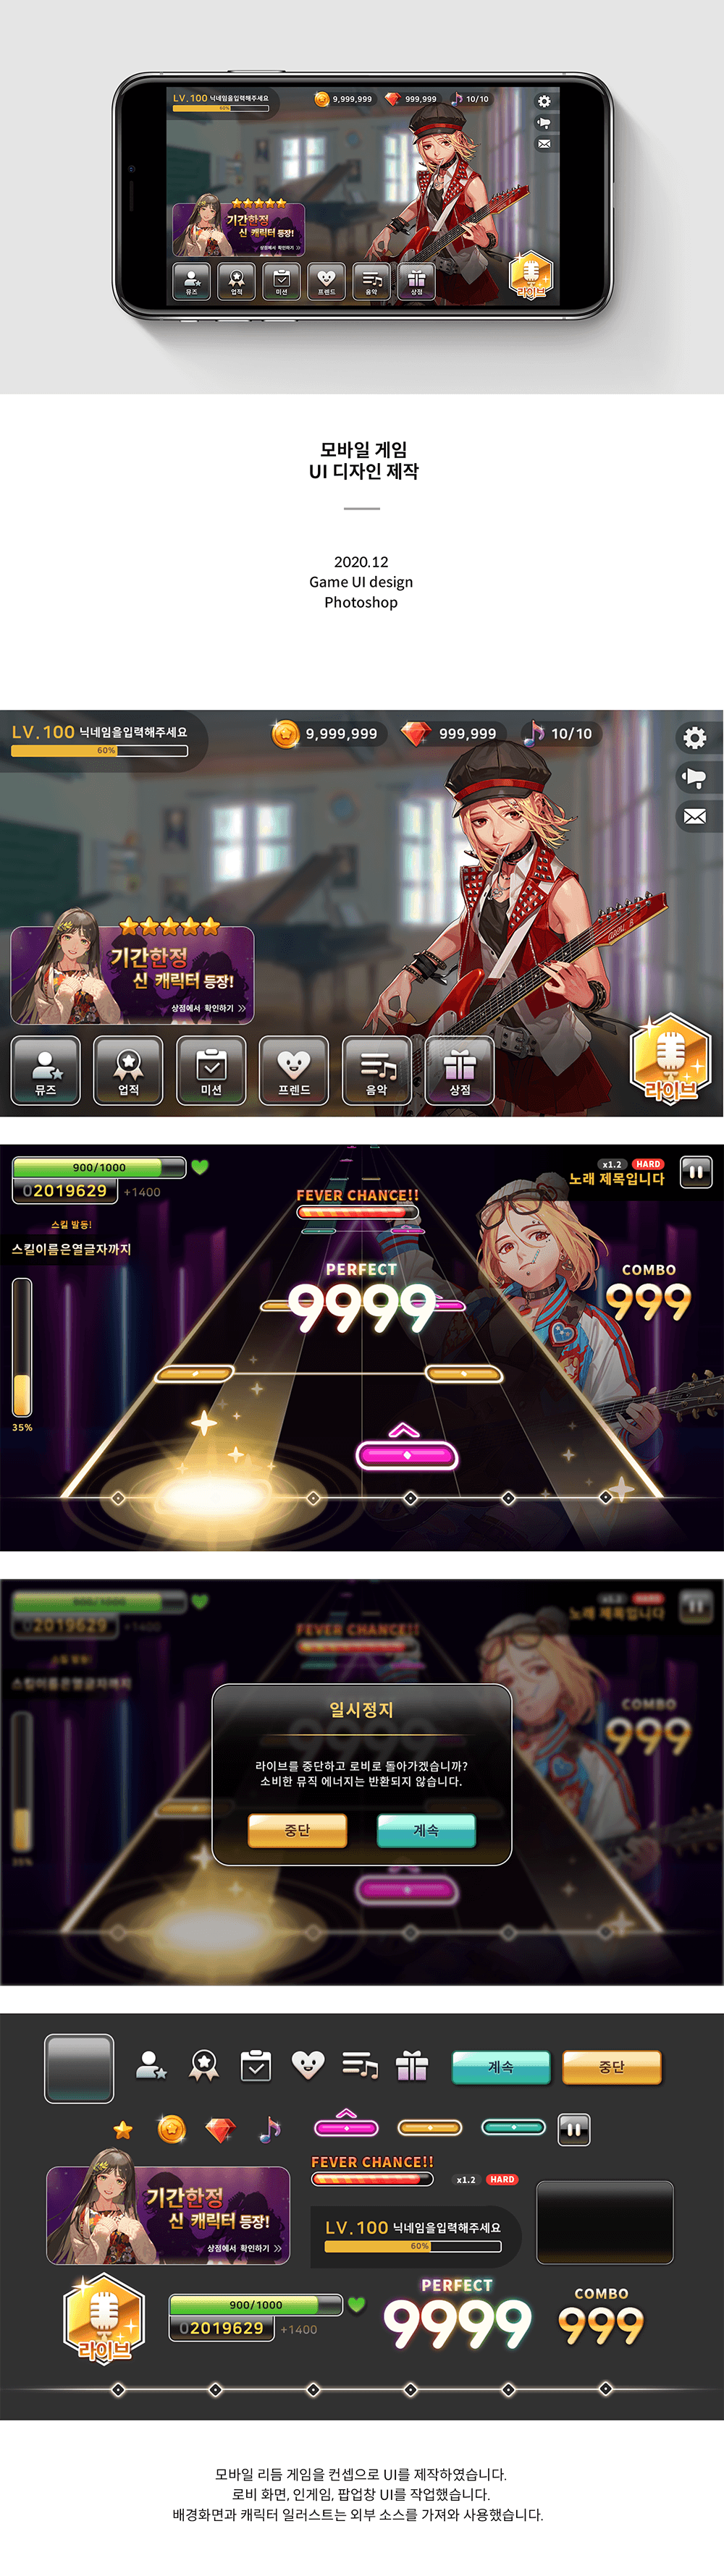 LV.100 닉네임을입력해주세요
60%
9,999,999
999,999
10/10
기간한정
신 캐릭터 등장!
상점에서 확인하기 >>
뮤즈
업적
미션
프렌드
음악
상점
라이브
모바일 게임
UI 디자인 제작
2020.12
Game UI design
Photoshop
LV.100 닉네임을입력해주세요
60%
9,999,999
999,999
10/10
기간한정
신 캐릭터 등장!
상점에서 확인하기 >>
뮤즈
업적
미션
프렌드
음악
상점
라이브
900/1000
02019629 +1400
스킬 발동!
스킬이름은열글자까지
35%
FEVER CHANCE!!
PERFECT
9999
x1.2 HARD
노래 제목입니다
COMBO
999
900/1000
02019629 +1400
스킬 발동!
스킬이름은열글자까지
35%
FEVER CHANCE!!
x1.2 HARD
노래 제목입니다
COMBO
999
일시정지
라이브를 중단하고 로비로 돌아가겠습니까?
소비한 뮤직 에너지는 반환되지 않습니다.
중단
계속
계속
중단
FEVER CHANCE!!
x1.2 HARD
기간한정
신 캐릭터 등장!
상점에서 확인하기 >>
LV.100 닉네임을입력해주세요
60%
라이브
900/1000
02019629 +1400
PERFECT
9999
COMBO
999
모바일 리듬 게임을 컨셉으로 UI를 제작하였습니다.
로비 화면, 인게임, 팝업창 UI를 작업했습니다.
배경화면과 캐릭터 일러스트는 외부 소스를 가져와 사용했습니다.